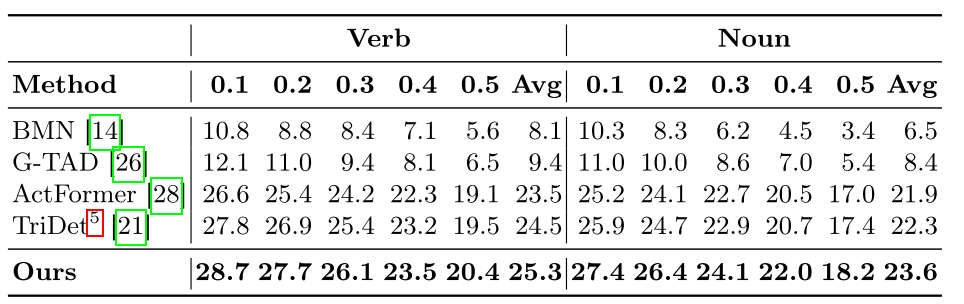 Verb Noun
Method 0.1 0.2 0.3 0.4 0.5 Avg 0.1 0.2 0.3 0.4 0.5 Avg
BMN [14] 10.8 8.8 8.4 7.1 5.6 8.1 10.3 8.3 6.2 4.5 3.4 6.5
G-TAD [26] 12.1 11.0 9.4 8.1 6.5 9.4 11.0 10.0 8.6 7.0 5.4 8.4
ActFormer [28] 26.6 25.4 24.2 22.3 19.1 23.5 25.2 24.1 22.7 20.5 17.0 21.9
TriDet5 [21] 27.8 26.9 25.4 23.2 19.5 24.5 25.9 24.7 22.9 20.7 17.4 22.3
Ours 28.7 27.7 26.1 23.5 20.4 25.3 27.4 26.4 24.1 22.0 18.2 23.6